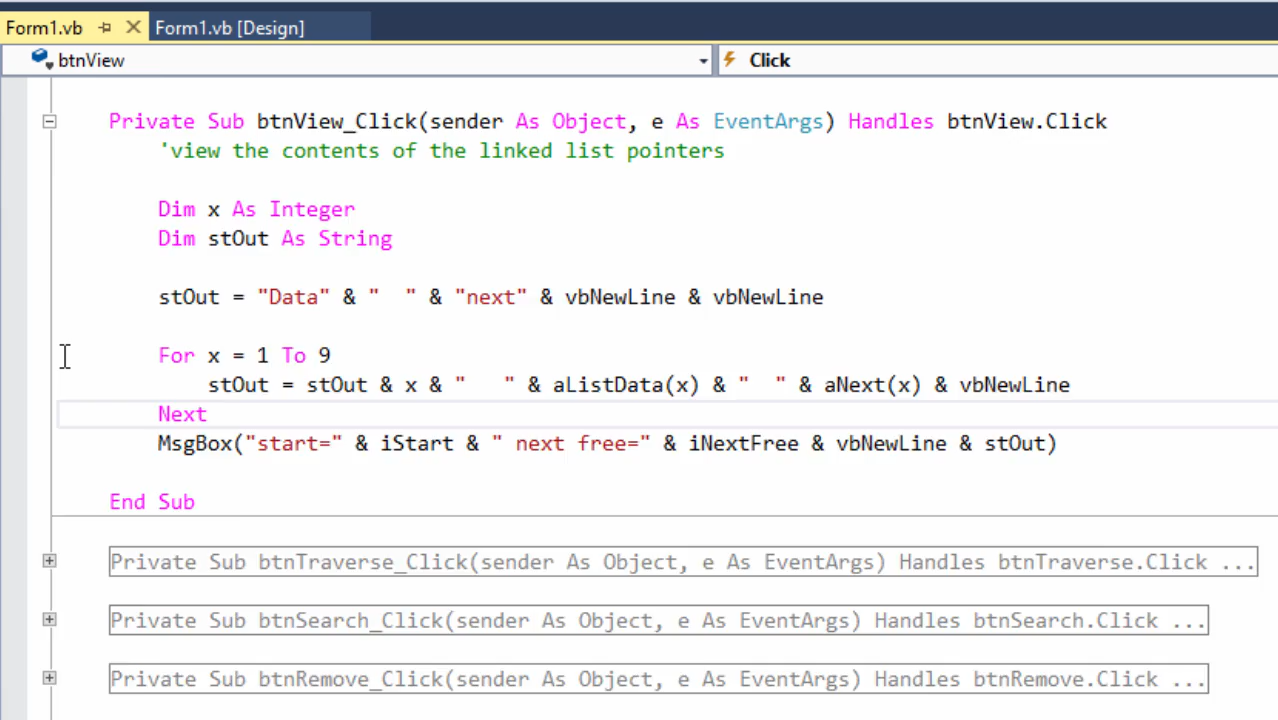 Form1.vb Form1.vb [Design]
btnView Click
Private Sub btnView_Click(sender As Object, e As EventArgs) Handles btnView.Click
'view the contents of the linked list pointers
Dim x As Integer
Dim stOut As String
stOut = "Data" & "  " & "next" & vbNewLine & vbNewLine
For x = 1 To 9
stOut = stOut & x & "   " & aListData(x) & "  " & aNext(x) & vbNewLine
Next
MsgBox("start=" & iStart & " next free=" & iNextFree & vbNewLine & stOut)
End Sub
Private Sub btnTraverse_Click(sender As Object, e As EventArgs) Handles btnTraverse.Click ...
Private Sub btnSearch_Click(sender As Object, e As EventArgs) Handles btnSearch.Click ...
Private Sub btnRemove_Click(sender As Object, e As EventArgs) Handles btnRemove.Click ...